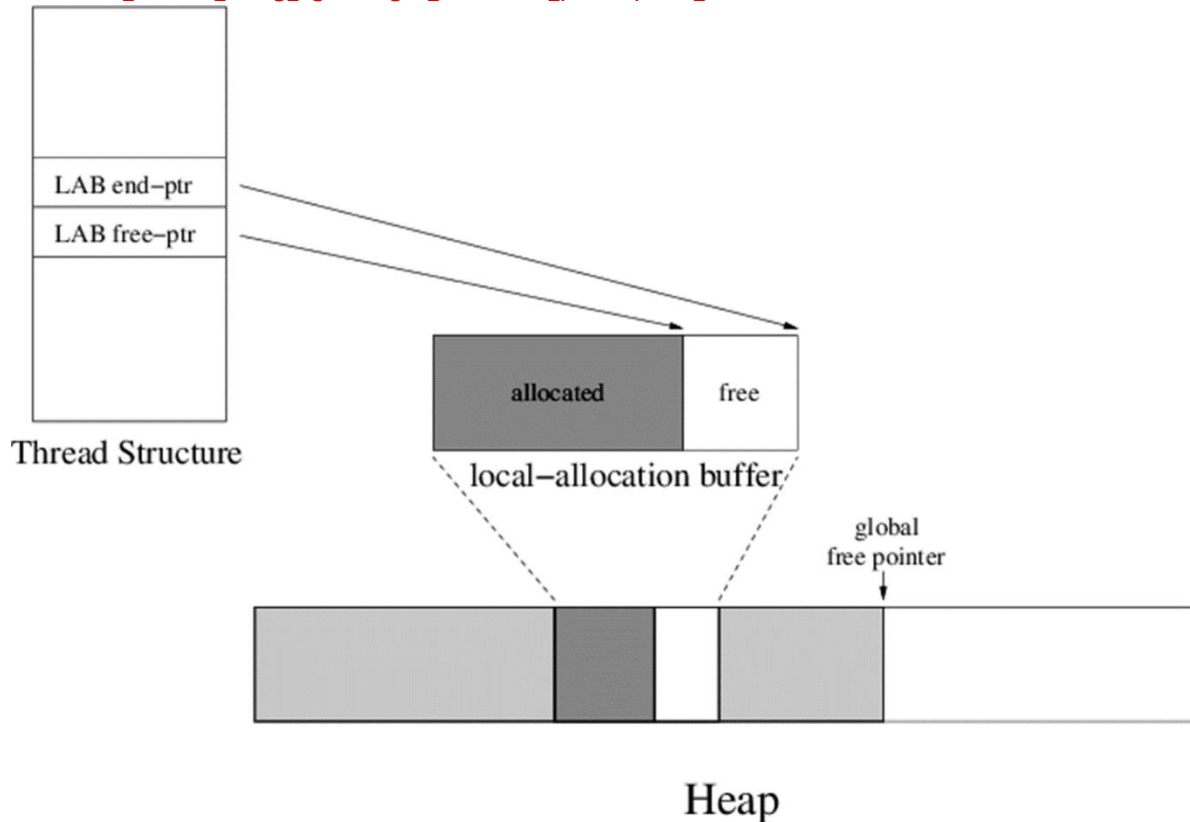 LAB end−ptr
LAB free−ptr
allocated
free
Thread Structure
local−allocation buffer
global
free pointer
Heap